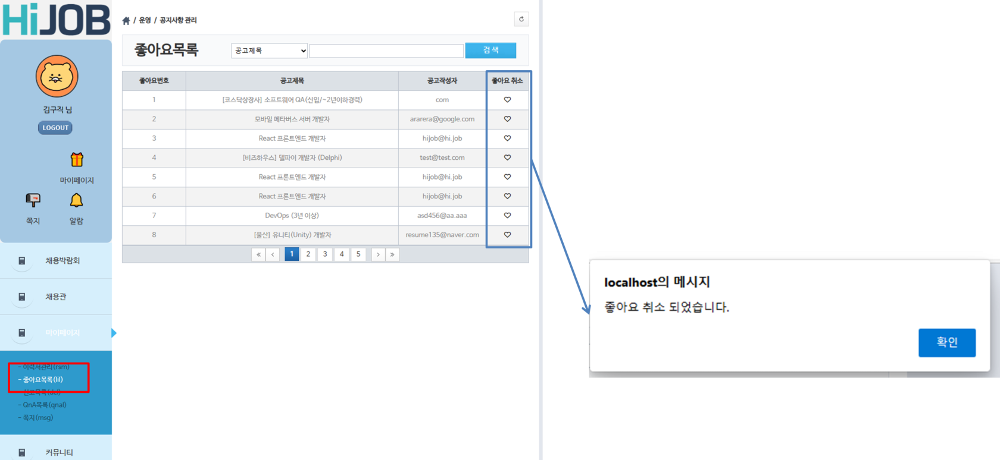 HiJOB
김구직 님
LOGOUT
마이페이지
쪽지
알람
채용박람회
채용관
마이페이지
- 이력서관리(rsm)
- 좋아요목록(lil)
- 신고목록(dcl)
- QnA목록(qnal)
- 쪽지(msg)
커뮤니티
/ 운영 / 공지사항 관리
좋아요목록
공고제목
검 색
좋아요번호 공고제목 공고작성자 좋아요 취소
1 [코스닥상장사] 소프트웨어 QA(신입/~2년이하경력) com
2 모바일 메타버스 서버 개발자 ararera@google.com
3 React 프론트엔드 개발자 hijob@hi.job
4 [비즈하우스] 델파이 개발자 (Delphi) test@test.com
5 React 프론트엔드 개발자 hijob@hi.job
6 React 프론트엔드 개발자 hijob@hi.job
7 DevOps (3년 이상) asd456@aa.aaa
8 [울산] 유니티(Unity) 개발자 resume135@naver.com
« ‹ 1 2 3 4 5 › »
localhost의 메시지
좋아요 취소 되었습니다.
확인